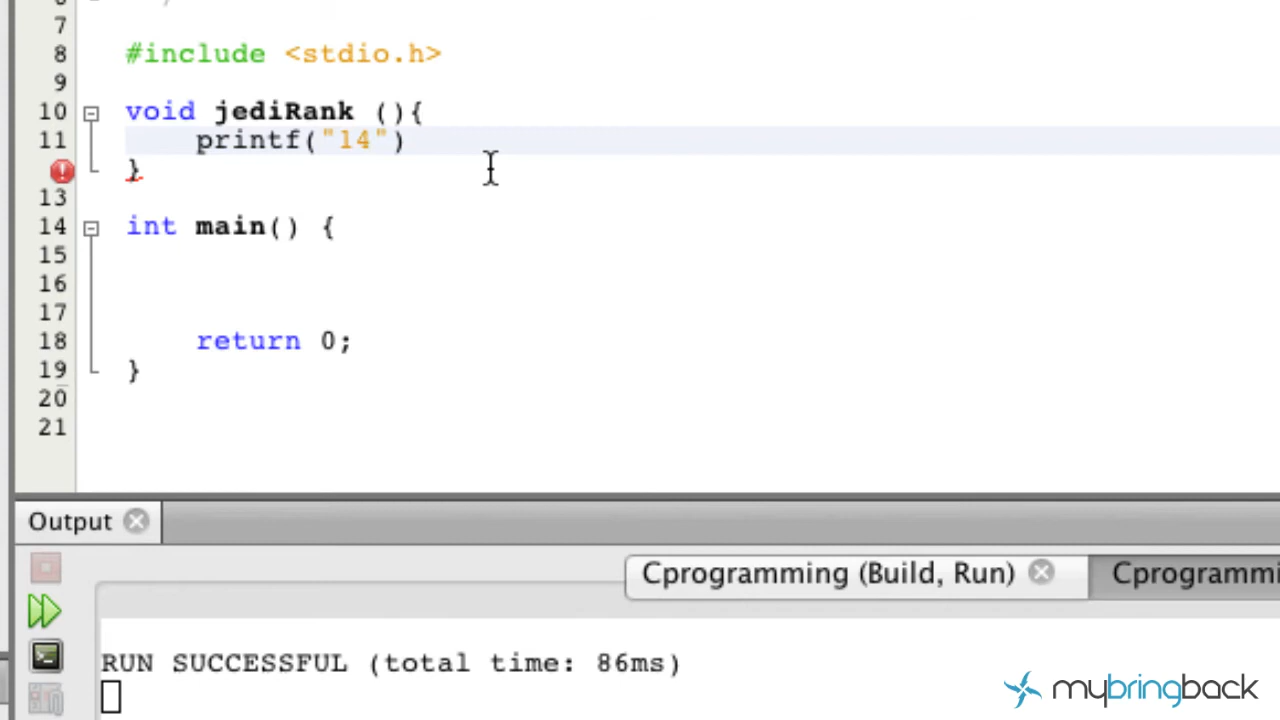 6
7
8 #include <stdio.h>
9
10 void jediRank (){
11 printf("14")
}
13
14 int main() {
15
16
17
18 return 0;
19 }
20
21
Output
Cprogramming (Build, Run) Cprogrammi
RUN SUCCESSFUL (total time: 86ms)
mybringback